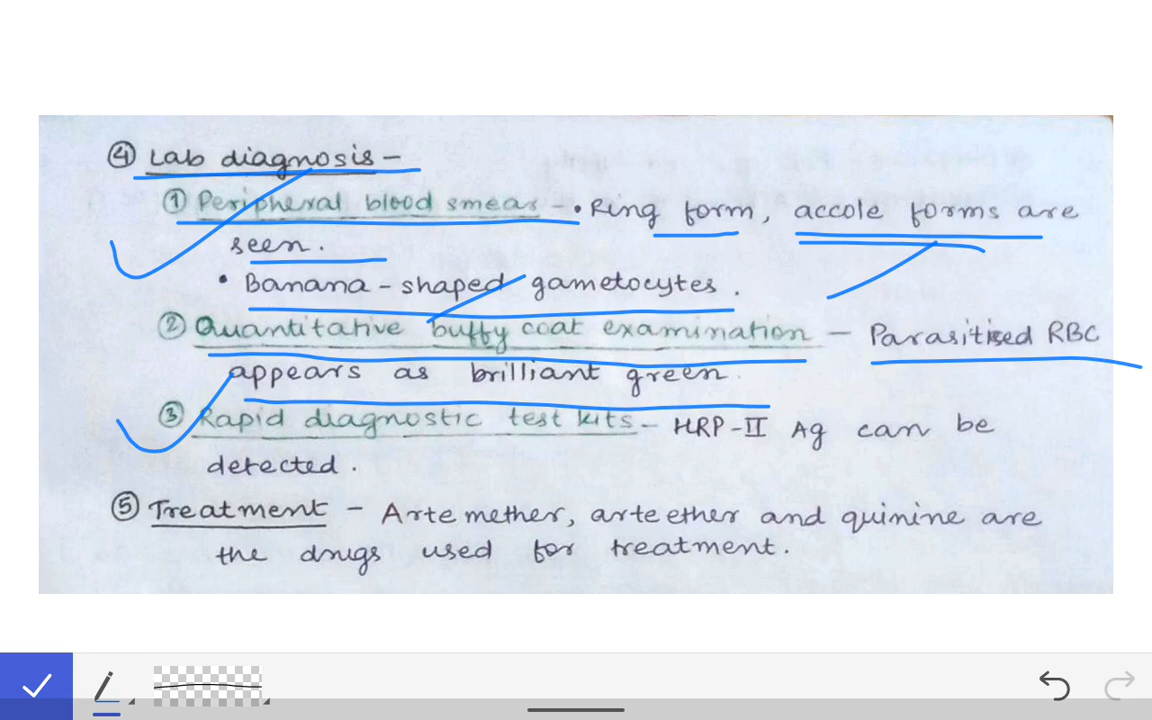 ④ Lab diagnosis -
① Peripheral blood smear - • Ring form, accole forms are
seen.
• Banana - shaped gametocytes.
② Quantitative buffy coat examination - Parasitised RBC
appears as brilliant green.
③ Rapid diagnostic test kits - HRP-II Ag can be
detected.
⑤ Treatment - Artemether, arteether and quinine are
the drugs used for treatment.